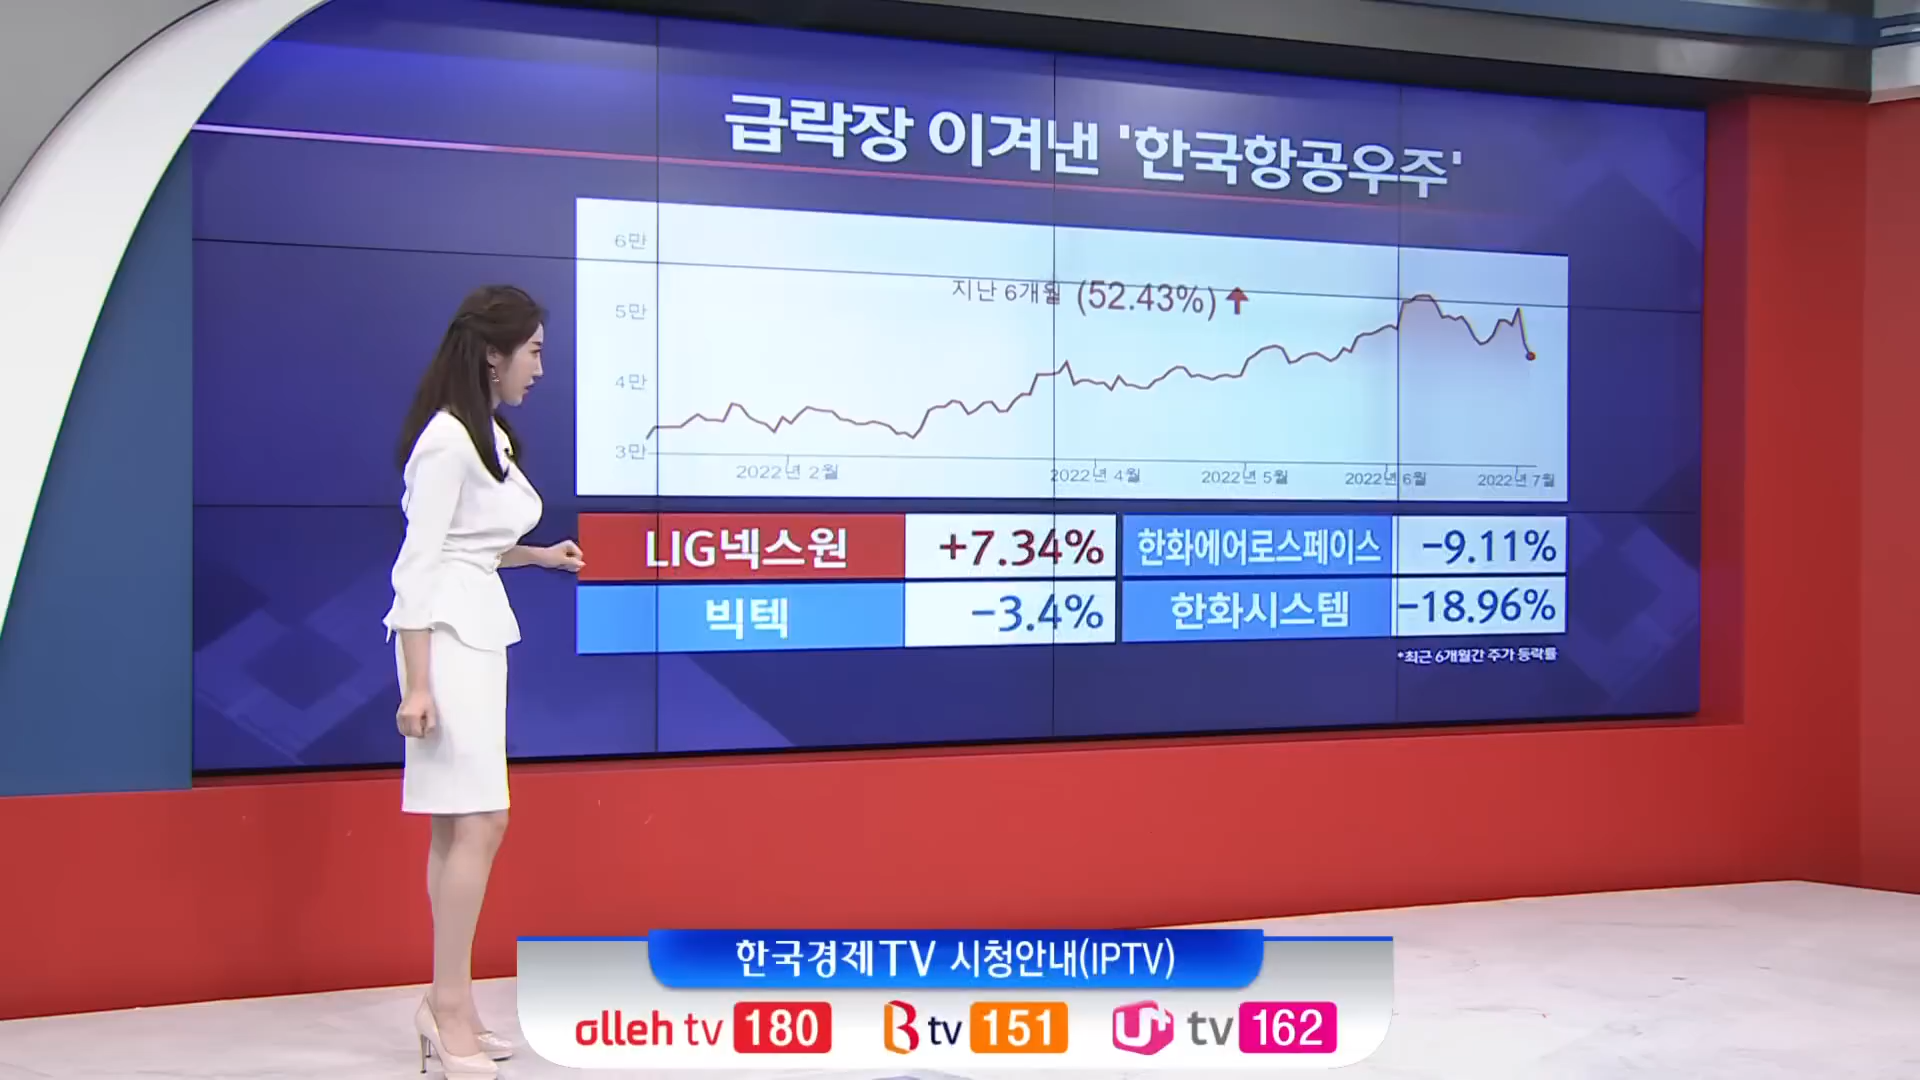 급락장 이겨낸 '한국항공우주'
6만
지난 6개월 (52.43%)
5만
4만
3만
2022년 2월 2022년 4월 2022년 5월 2022년 6월 2022년 7월
LIG넥스원 +7.34% 한화에어로스페이스 -9.11%
빅텍 -3.4% 한화시스템 -18.96%
*최근 6개월간 주가 등락률
한국경제TV 시청안내(IPTV)
olleh tv 180 B tv 151 U+ tv 162